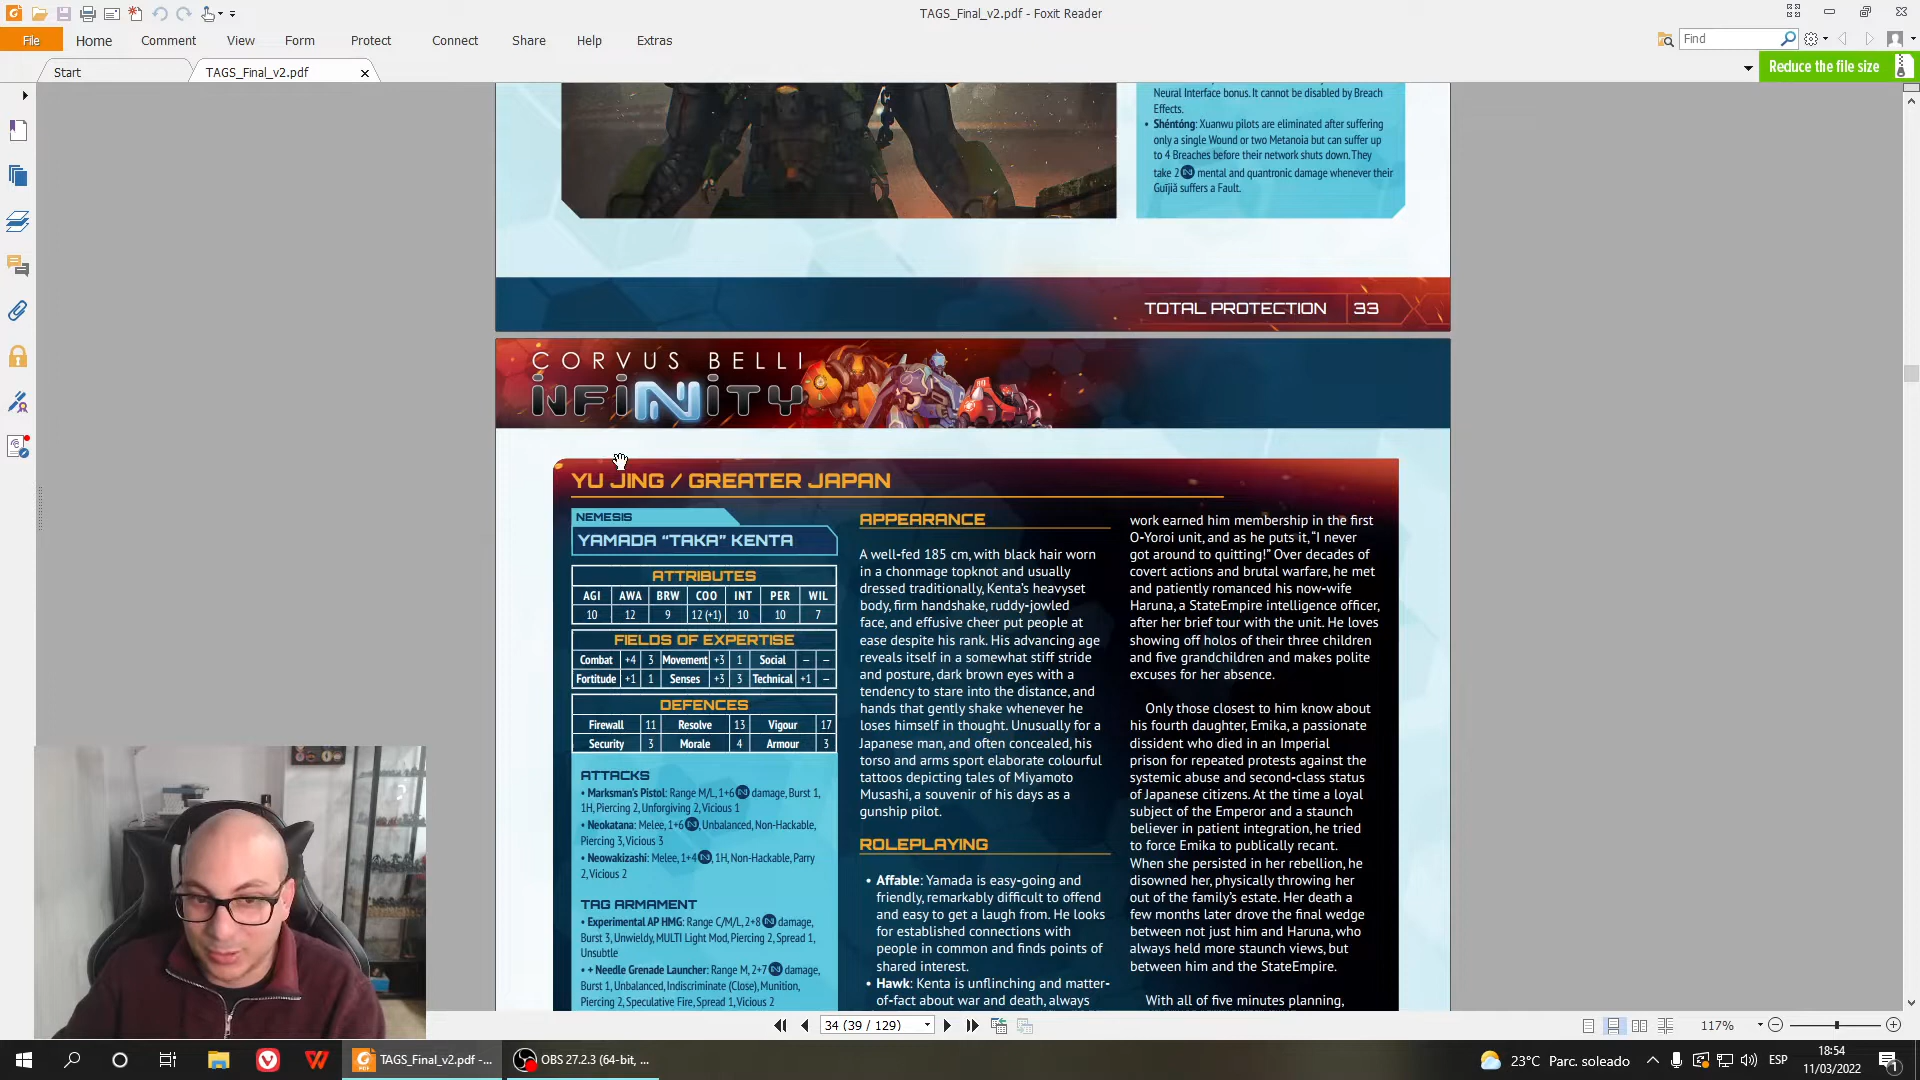 TAGS_Final_v2.pdf - Foxit Reader
File Home Comment View Form Protect Connect Share Help Extras
Find
Start TAGS_Final_v2.pdf
Reduce the file size
Neural Interface bonus. It cannot be disabled by Breach
Effects.
• Shéntóng: Xuanwu pilots are eliminated after suffering
only a single Wound or two Metanoia but can suffer up
to 4 Breaches before their network shuts down. They
take 2 N mental and quantronic damage whenever their
Guījiǎ suffers a Fault.
TOTAL PROTECTION 33
CORVUS BELLI
INFINITY
YU JING / GREATER JAPAN
NEMESIS
YAMADA “TAKA” KENTA
ATTRIBUTES
AGI AWA BRW COO INT PER WIL
10 12 9 12 (+1) 10 10 7
FIELDS OF EXPERTISE
Combat +4 3 Movement +3 1 Social – –
Fortitude +1 1 Senses +3 3 Technical +1 –
DEFENCES
Firewall 11 Resolve 13 Vigour 17
Security 3 Morale 4 Armour 3
ATTACKS
• Marksman's Pistol: Range M/L, 1+6 N damage, Burst 1,
1H, Piercing 2, Unforgiving 2, Vicious 1
• Neokatana: Melee, 1+6 N, Unbalanced, Non-Hackable,
Piercing 3, Vicious 3
• Neowakizashi: Melee, 1+4 N, 1H, Non-Hackable, Parry
2, Vicious 2
TAG ARMAMENT
• Experimental AP HMG: Range C/M/L, 2+8 N damage,
Burst 3, Unwieldy, MULTI Light Mod, Piercing 2, Spread 1,
Unsubtle
• + Needle Grenade Launcher: Range M, 2+7 N damage,
Burst 1, Unbalanced, Indiscriminate (Close), Munition,
Piercing 2, Speculative Fire, Spread 1, Vicious 2
APPEARANCE
A well-fed 185 cm, with black hair worn
in a chonmage topknot and usually
dressed traditionally, Kenta's heavyset
body, firm handshake, ruddy-jowled
face, and effusive cheer put people at
ease despite his rank. His advancing age
reveals itself in a somewhat stiff stride
and posture, dark brown eyes with a
tendency to stare into the distance, and
hands that gently shake whenever he
loses himself in thought. Unusually for a
Japanese man, and often concealed, his
torso and arms sport elaborate colourful
tattoos depicting tales of Miyamoto
Musashi, a souvenir of his days as a
gunship pilot.
ROLEPLAYING
• Affable: Yamada is easy-going and
friendly, remarkably difficult to offend
and easy to get a laugh from. He looks
for established connections with
people in common and finds points of
shared interest.
• Hawk: Kenta is unflinching and matter-
of-fact about war and death, always
work earned him membership in the first
O-Yoroi unit, and as he puts it, “I never
got around to quitting!” Over decades of
covert actions and brutal warfare, he met
and patiently romanced his now-wife
Haruna, a StateEmpire intelligence officer,
after her brief tour with the unit. He loves
showing off holos of their three children
and five grandchildren and makes polite
excuses for her absence.
Only those closest to him know about
his fourth daughter, Emika, a passionate
dissident who died in an Imperial
prison for repeated protests against the
systemic abuse and second-class status
of Japanese citizens. At the time a loyal
subject of the Emperor and a staunch
believer in patient integration, he tried
to force Emika to publically recant.
When she persisted in her rebellion, he
disowned her, physically throwing her
out of the family's estate. Her death a
few months later drove the final wedge
between not just him and Haruna, who
always held more staunch views, but
between him and the StateEmpire.
With all of five minutes planning,
34 (39 / 129)
117%
TAGS_Final_v2.pdf -...
OBS 27.2.3 (64-bit, ...
23°C Parc. soleado
ESP
18:54
11/03/2022
1